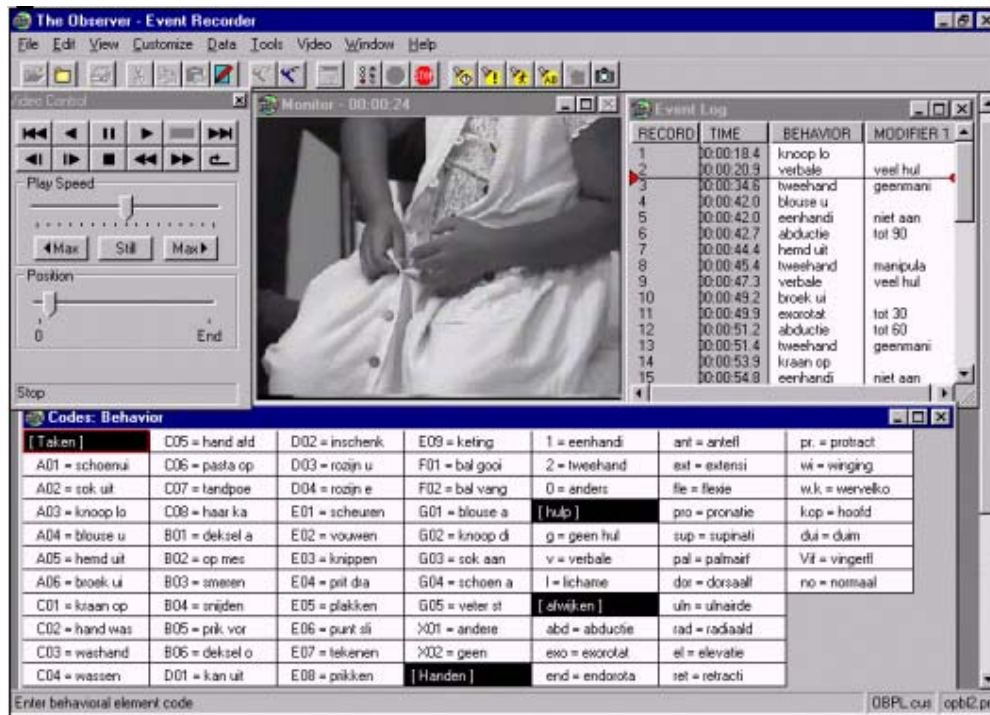 The Observer - Event Recorder
File Edit View Customize Data Tools Video Window Help
Video Control
Play Speed
Max Still Max
Position
0 End
Stop
Monitor - 00:00:24
Event Log
RECORD TIME BEHAVIOR MODIFIER 1
1 00:00:18.4 knoop lo
2 00:00:20.9 verbale veel hul
3 00:00:34.6 tweehand geenmani
4 00:00:42.0 blouse u
5 00:00:42.0 eenhandi niet aan
6 00:00:42.7 abductie tot 90
7 00:00:44.4 hemd uit
8 00:00:45.4 tweehand manipula
9 00:00:47.3 verbale veel hul
10 00:00:49.2 broek ui
11 00:00:49.9 exorotat tot 30
12 00:00:51.2 abductie tot 60
13 00:00:51.4 tweehand geenmani
14 00:00:53.9 kraan op
15 00:00:54.8 eenhandi niet aan
Codes: Behavior
[Taken] C05 = hand afd D02 = inschenk E09 = keting 1 = eenhandi ant = antefl pr. = protract
A01 = schoenui C06 = pasta op D03 = rozijn u F01 = bal gooi 2 = tweehand ext = extensi wi = winging
A02 = sok uit C07 = tandpoe D04 = rozijn e F02 = bal vang 0 = anders fle = flexie w.k = wervelko
A03 = knoop lo C08 = haar ka E01 = scheuren G01 = blouse a [hulp] pro = pronatie kop = hoofd
A04 = blouse u B01 = deksel a E02 = vouwen G02 = knoop di g = geen hul sup = supinati dui = duim
A05 = hemd uit B02 = op mes E03 = knippen G03 = sok aan v = verbale pal = palmairf Vif = vingerfl
A06 = broek ui B03 = smeren E04 = prit dra G04 = schoen a l = lichame dor = dorsaalf no = normaal
C01 = kraan op B04 = snijden E05 = plakken G05 = veter st [afwijken] uln = ulnairde
C02 = hand was B05 = prik vor E06 = punt sli X01 = andere abd = abductie rad = radiaald
C03 = washand B06 = deksel o E07 = tekenen X02 = geen exo = exorotat el = elevatie
C04 = wassen D01 = kan uit E08 = prikken [Handen] end = endorota ret = retracti
Enter behavioral element code OBPL.cus opbl2.pr